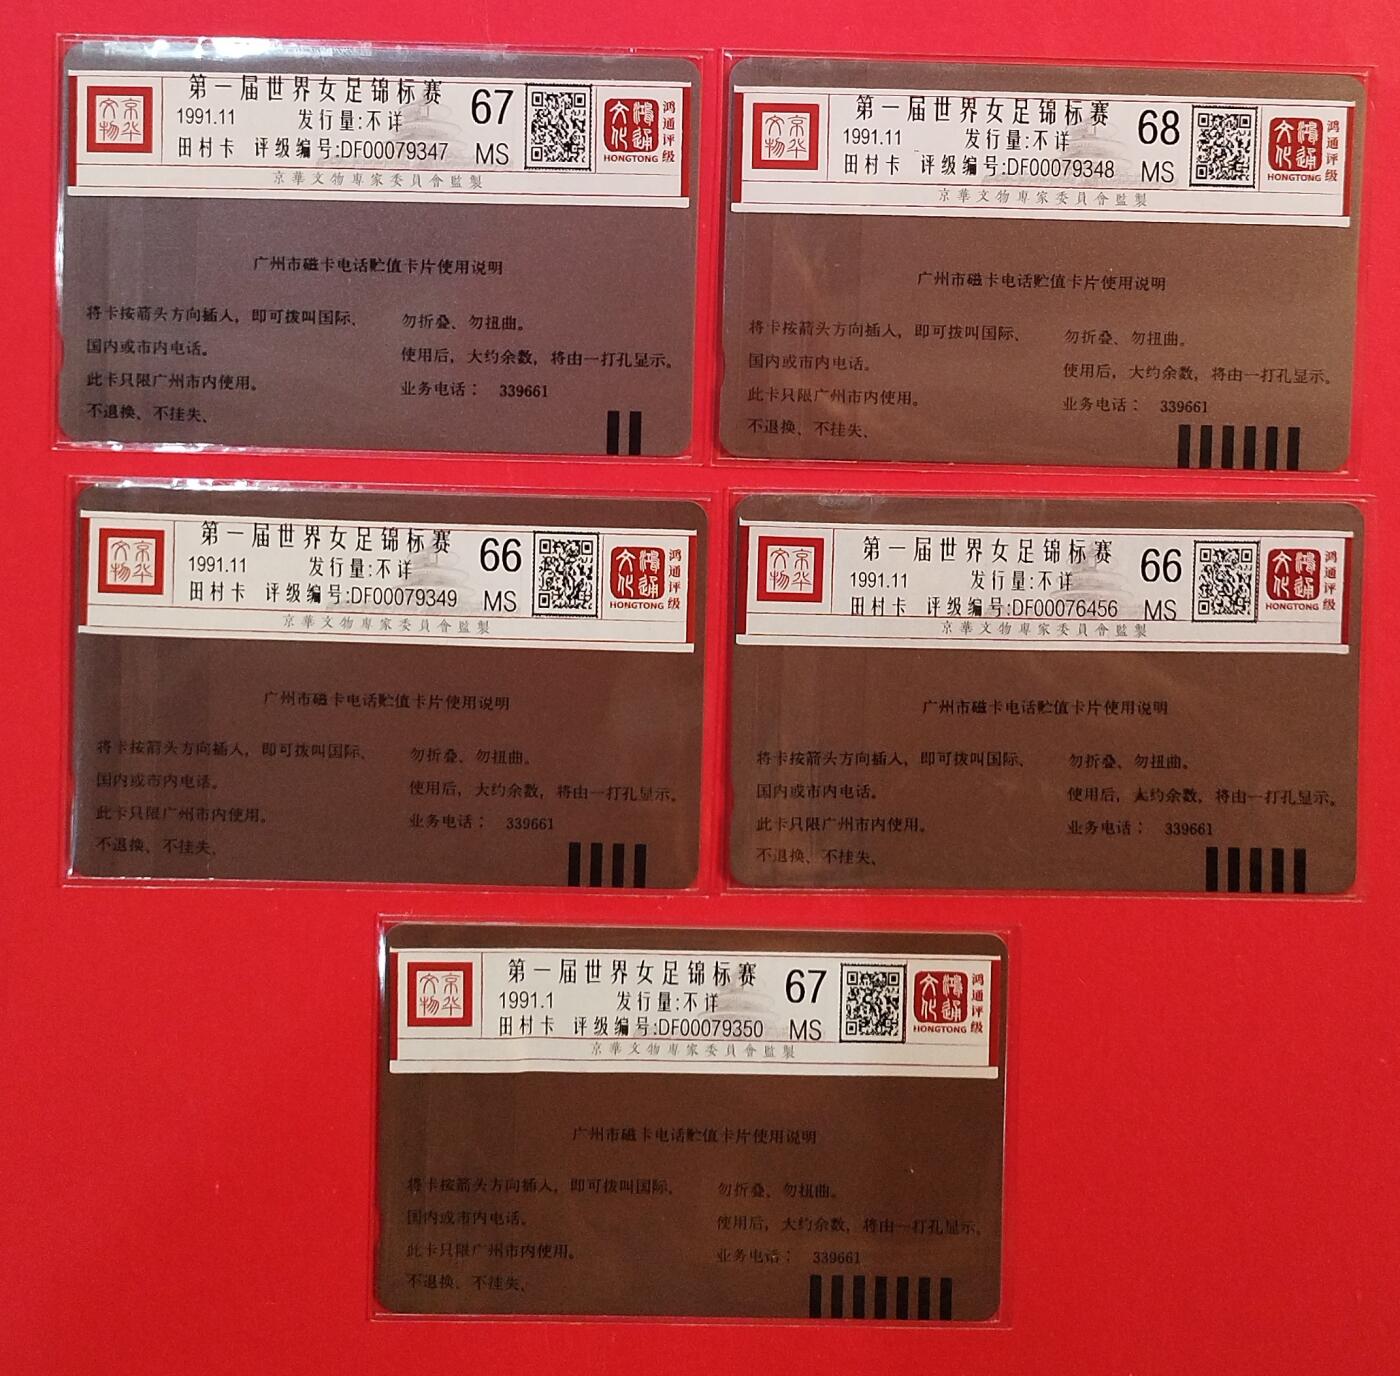 京华文物
第一届世界女足锦标赛
1991.11 发行量:不详
田村卡 评级编号:DF00079347
67
MS
鸿通文化
HONGTONG
鸿通评级
京華文物專家委員會監製
广州市磁卡电话贮值卡片使用说明
将卡按箭头方向插人，即可拨叫国际、
国内或市内电话。
此卡只限广州市内使用。
不退换、不挂失、
勿折叠、勿扭曲。
使用后，大约余数，将由一打孔显示。
业务电话： 339661
京华文物
第一届世界女足锦标赛
1991.11 发行量:不详
田村卡 评级编号:DF00079348
68
MS
鸿通文化
HONGTONG
鸿通评级
京華文物專家委員會監製
广州市磁卡电话贮值卡片使用说明
将卡按箭头方向插人，即可拨叫国际、
国内或市内电话。
此卡只限广州市内使用。
不退换、不挂失、
勿折叠、勿扭曲。
使用后，大约余数，将由一打孔显示。
业务电话： 339661
京华文物
第一届世界女足锦标赛
1991.11 发行量:不详
田村卡 评级编号:DF00079349
66
MS
鸿通文化
HONGTONG
鸿通评级
京華文物專家委員會監製
广州市磁卡电话贮值卡片使用说明
将卡按箭头方向插人，即可拨叫国际、
国内或市内电话。
此卡只限广州市内使用。
不退换、不挂失、
勿折叠、勿扭曲。
使用后，大约余数，将由一打孔显示。
业务电话： 339661
京华文物
第一届世界女足锦标赛
1991.11 发行量:不详
田村卡 评级编号:DF00076456
66
MS
鸿通文化
HONGTONG
鸿通评级
京華文物專家委員會監製
广州市磁卡电话贮值卡片使用说明
将卡按箭头方向插人，即可拨叫国际、
国内或市内电话。
此卡只限广州市内使用。
不退换、不挂失、
勿折叠、勿扭曲。
使用后，大约余数，将由一打孔显示。
业务电话： 339661
京华文物
第一届世界女足锦标赛
1991.1 发行量:不详
田村卡 评级编号:DF00079350
67
MS
鸿通文化
HONGTONG
鸿通评级
京華文物專家委員會監製
广州市磁卡电话贮值卡片使用说明
将卡按箭头方向插人，即可拨叫国际、
国内或市内电话。
此卡只限广州市内使用。
不退换、不挂失、
勿折叠、勿扭曲。
使用后，大约余数，将由一打孔显示。
业务电话： 339661